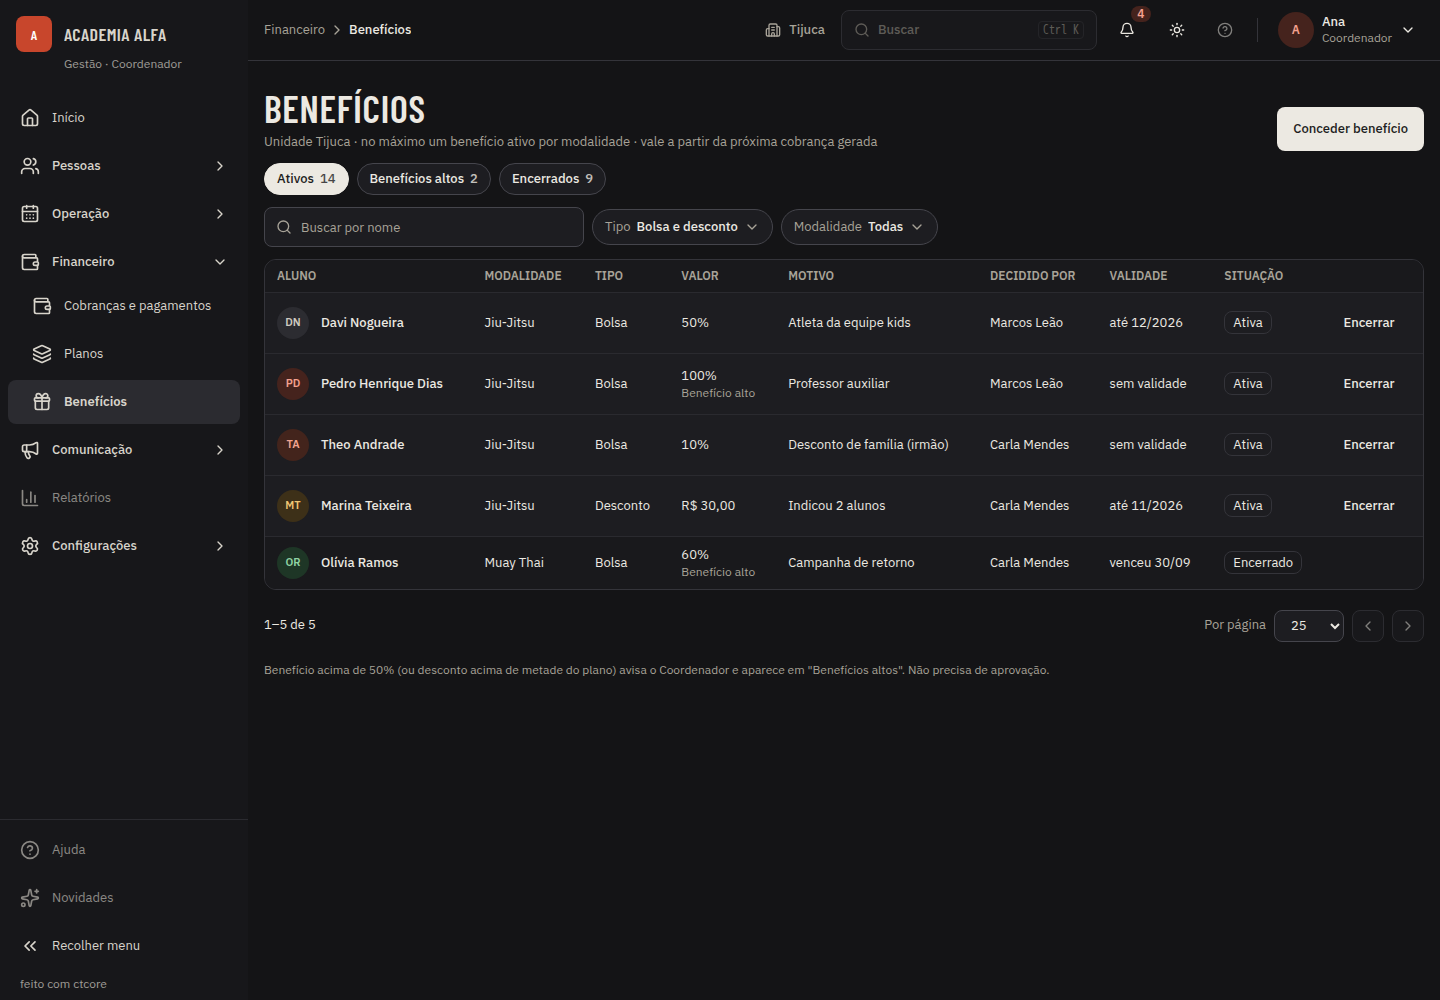 A
ACADEMIA ALFA
Gestão · Coordenador
Início
Pessoas
Operação
Financeiro
Cobranças e pagamentos
Planos
Benefícios
Comunicação
Relatórios
Configurações
Ajuda
Novidades
Recolher menu
feito com ctcore
Financeiro > Benefícios
Tijuca
Buscar
Ctrl K
4
A
Ana
Coordenador
BENEFÍCIOS
Unidade Tijuca · no máximo um benefício ativo por modalidade · vale a partir da próxima cobrança gerada
Conceder benefício
Ativos 14
Benefícios altos 2
Encerrados 9
Buscar por nome
Tipo Bolsa e desconto
Modalidade Todas
ALUNO MODALIDADE TIPO VALOR MOTIVO DECIDIDO POR VALIDADE SITUAÇÃO
DN Davi Nogueira Jiu-Jitsu Bolsa 50% Atleta da equipe kids Marcos Leão até 12/2026 Ativa Encerrar
PD Pedro Henrique Dias Jiu-Jitsu Bolsa 100% Professor auxiliar Marcos Leão sem validade Ativa Encerrar
Benefício alto
TA Theo Andrade Jiu-Jitsu Bolsa 10% Desconto de família (irmão) Carla Mendes sem validade Ativa Encerrar
MT Marina Teixeira Jiu-Jitsu Desconto R$ 30,00 Indicou 2 alunos Carla Mendes até 11/2026 Ativa Encerrar
OR Olívia Ramos Muay Thai Bolsa 60% Campanha de retorno Carla Mendes venceu 30/09 Encerrado
Benefício alto
1–5 de 5
Por página 25
Benefício acima de 50% (ou desconto acima de metade do plano) avisa o Coordenador e aparece em "Benefícios altos". Não precisa de aprovação.